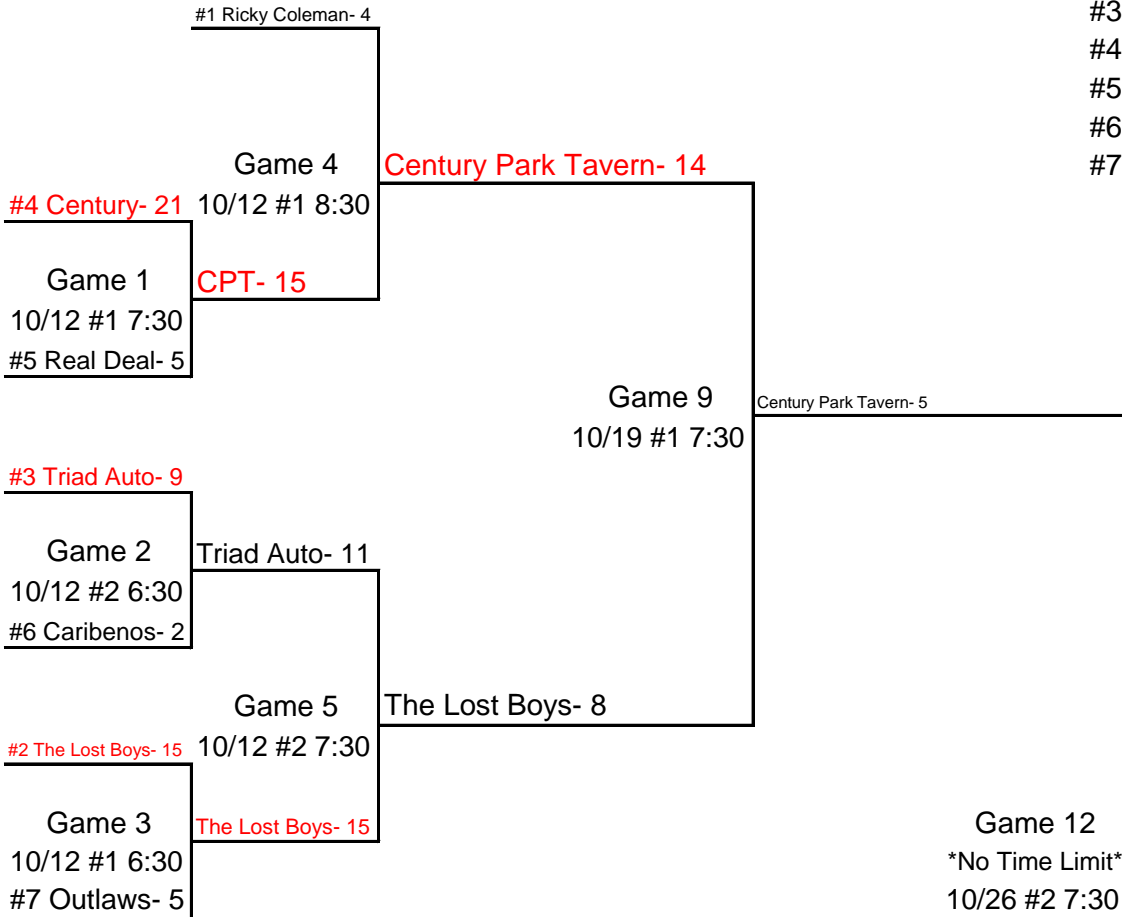 #1 Ricky Coleman- 4
#3
#4
#5
#6
#7
Game 4
10/12 #1 8:30
Century Park Tavern- 14
#4 Century- 21
Game 1
10/12 #1 7:30
CPT- 15
#5 Real Deal- 5
Game 9
10/19 #1 7:30
Century Park Tavern- 5
#3 Triad Auto- 9
Game 2
10/12 #2 6:30
Triad Auto- 11
#6 Caribenos- 2
Game 5
10/12 #2 7:30
The Lost Boys- 8
#2 The Lost Boys- 15
Game 3
10/12 #1 6:30
The Lost Boys- 15
#7 Outlaws- 5
Game 12
*No Time Limit*
10/26 #2 7:30